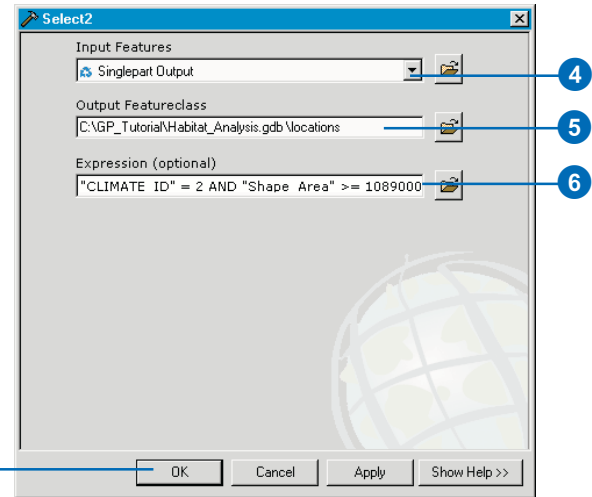 Select2
Input Features
Singlepart Output
4
Output Featureclass
C:\GP_Tutorial\Habitat_Analysis.gdb\locations
5
Expression (optional)
"CLIMATE ID" = 2 AND "Shape Area" >= 1089000
6
OK Cancel Apply Show Help >>